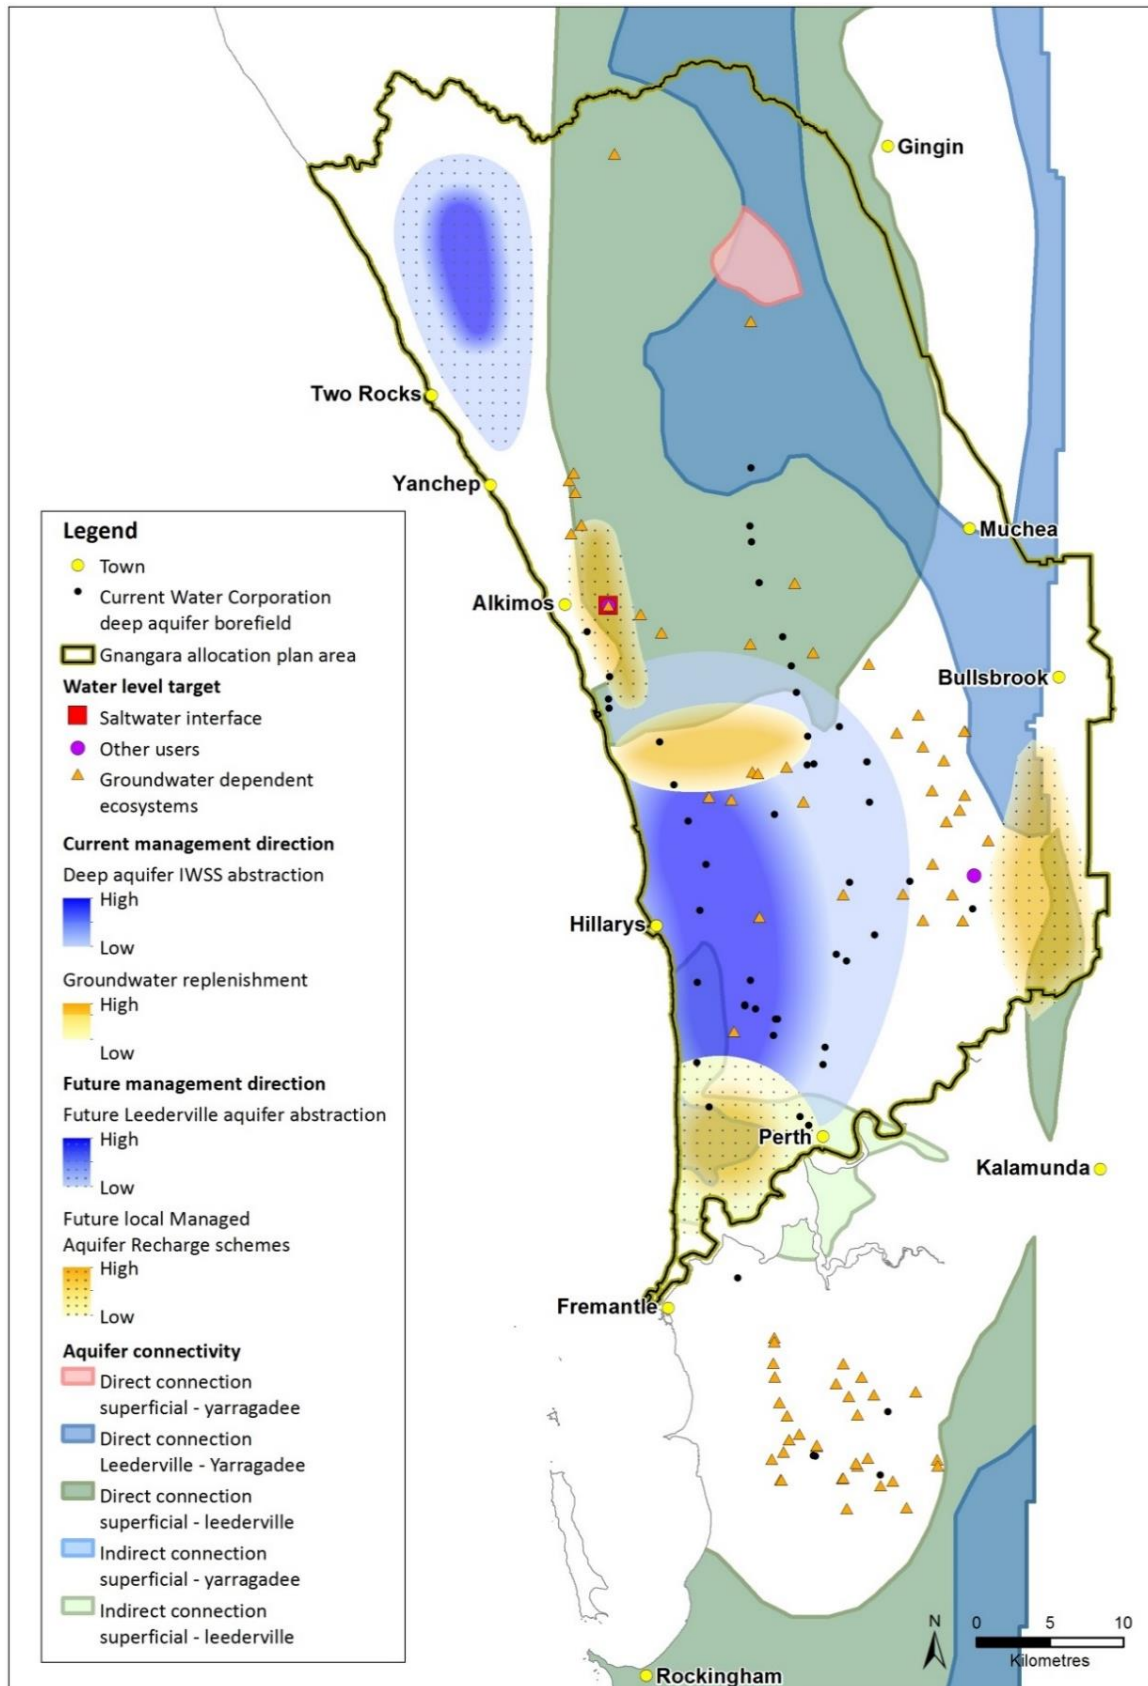 Gingin
Two Rocks
Yanchep
Muchea
Alkimos
Bullsbrook
Hillarys
Perth
Kalamunda
Fremantle
Rockingham
Legend
Town
Current Water Corporation
deep aquifer borefield
Gnangara allocation plan area
Water level target
Saltwater interface
Other users
Groundwater dependent
ecosystems
Current management direction
Deep aquifer IWSS abstraction
High
Low
Groundwater replenishment
High
Low
Future management direction
Future Leederville aquifer abstraction
High
Low
Future local Managed
Aquifer Recharge schemes
High
Low
Aquifer connectivity
Direct connection
superficial - yarragadee
Direct connection
Leederville - Yarragadee
Direct connection
superficial - leederville
Indirect connection
superficial - yarragadee
Indirect connection
superficial - leederville
N
0 5 10
Kilometres